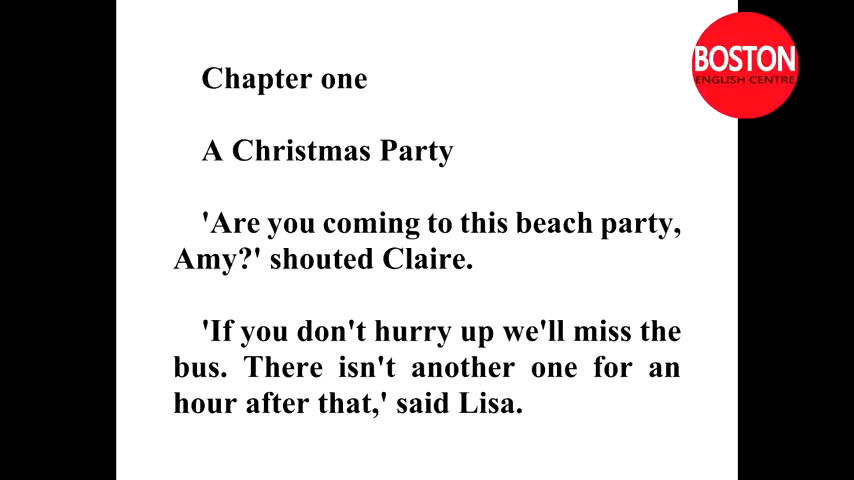 BOSTON
ENGLISH CENTRE
Chapter one
A Christmas Party
'Are you coming to this beach party,
Amy?' shouted Claire.
'If you don't hurry up we'll miss the
bus. There isn't another one for an
hour after that,' said Lisa.